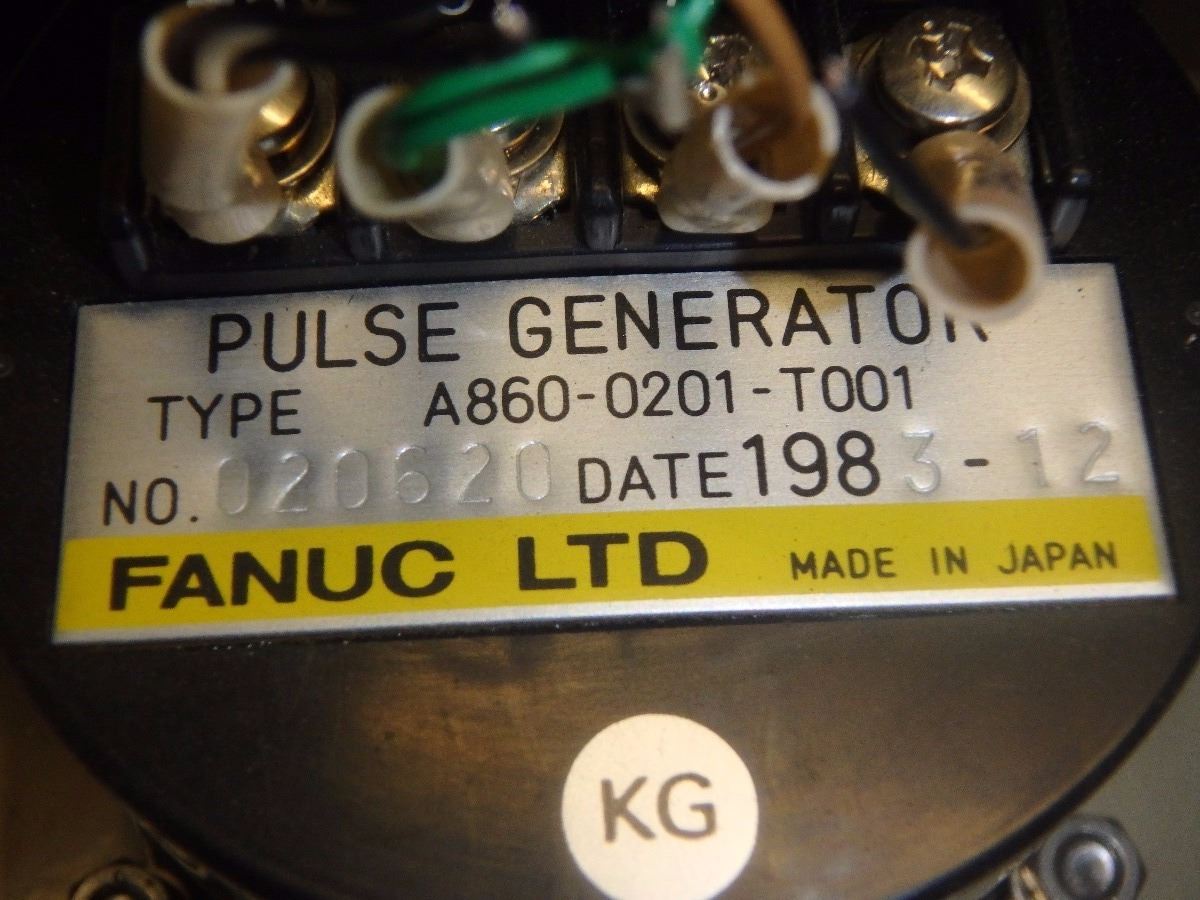 PULSE GENERATOR
TYPE A860-0201-T001
NO. 020620 DATE 1983-12
FANUC LTD MADE IN JAPAN
KG